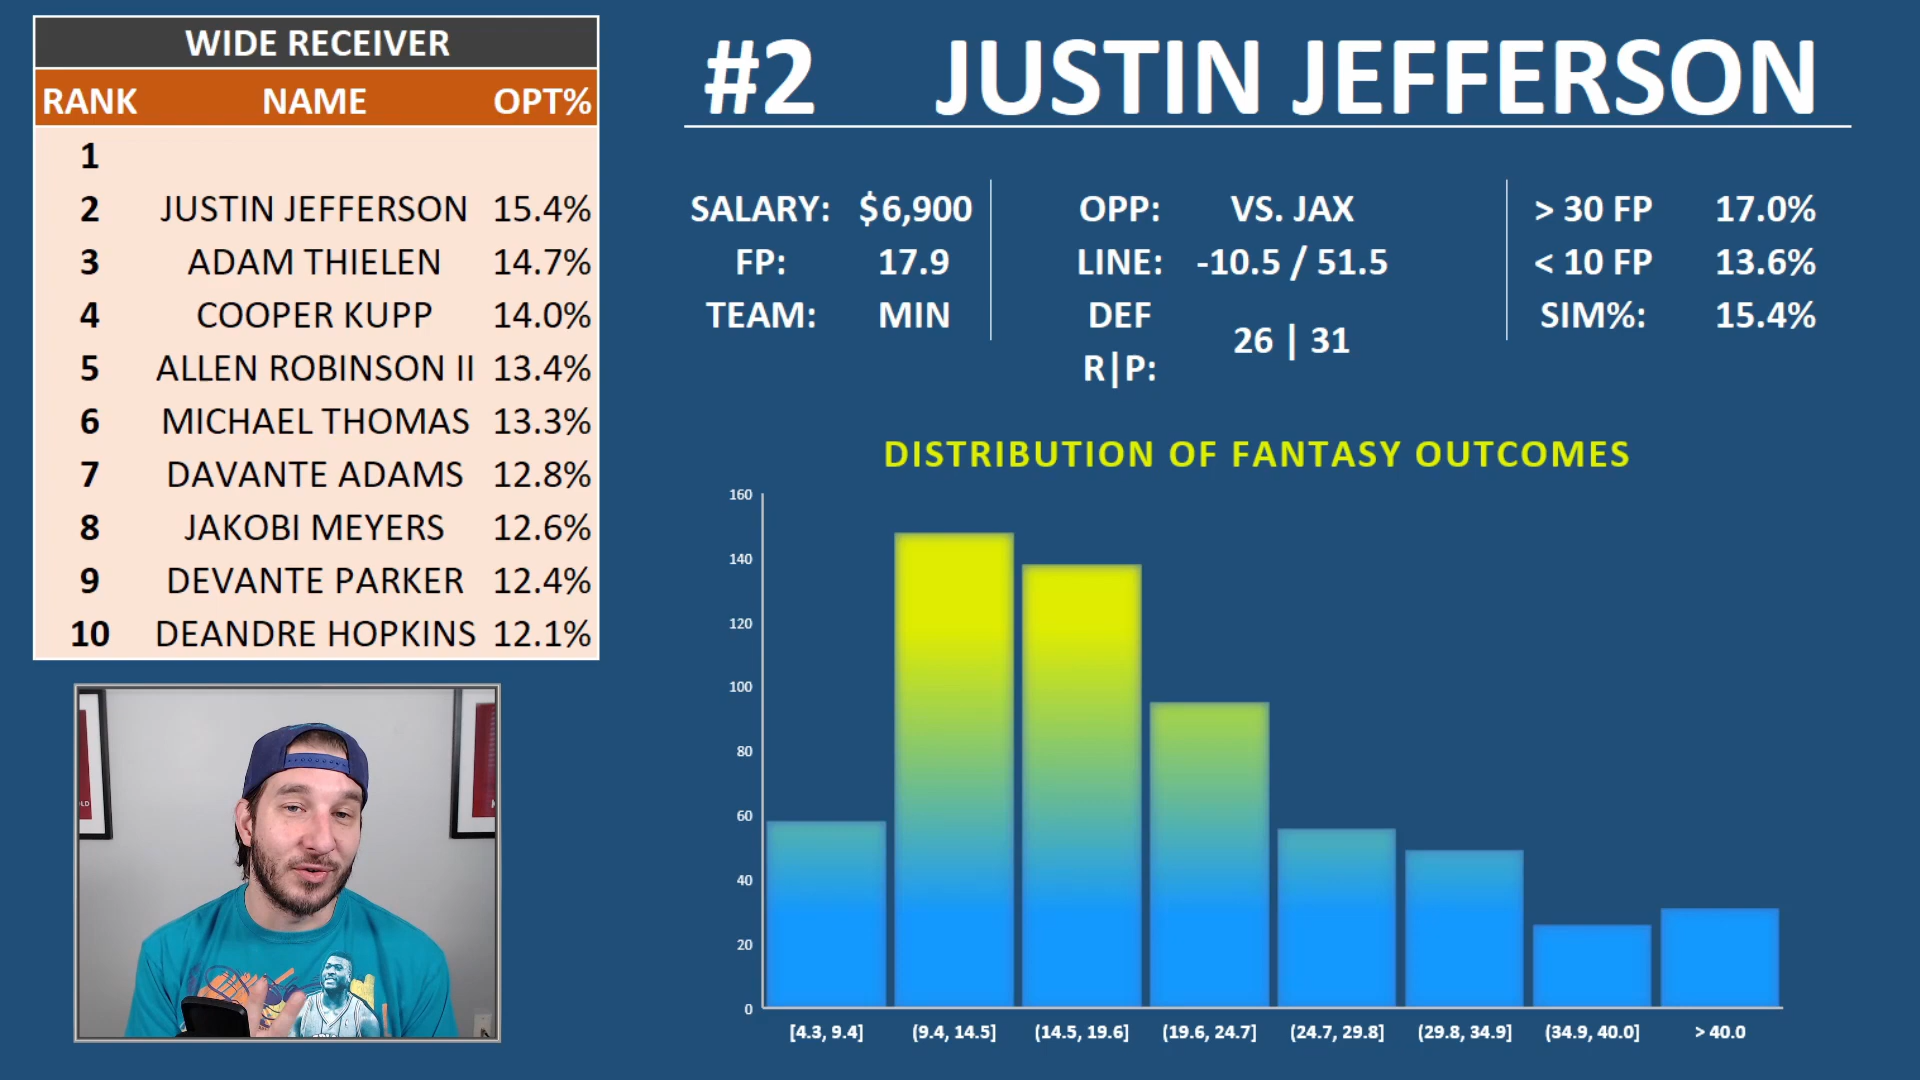 WIDE RECEIVER
RANK NAME OPT%
1
2 JUSTIN JEFFERSON 15.4%
3 ADAM THIELEN 14.7%
4 COOPER KUPP 14.0%
5 ALLEN ROBINSON II 13.4%
6 MICHAEL THOMAS 13.3%
7 DAVANTE ADAMS 12.8%
8 JAKOBI MEYERS 12.6%
9 DEVANTE PARKER 12.4%
10 DEANDRE HOPKINS 12.1%
#2 JUSTIN JEFFERSON
SALARY: $6,900
FP: 17.9
TEAM: MIN
OPP: VS. JAX
LINE: -10.5 / 51.5
DEF
R|P: 26 | 31
> 30 FP 17.0%
< 10 FP 13.6%
SIM%: 15.4%
DISTRIBUTION OF FANTASY OUTCOMES
160
140
120
100
80
60
40
20
0
[4.3, 9.4] (9.4, 14.5] (14.5, 19.6] (19.6, 24.7] (24.7, 29.8] (29.8, 34.9] (34.9, 40.0] > 40.0